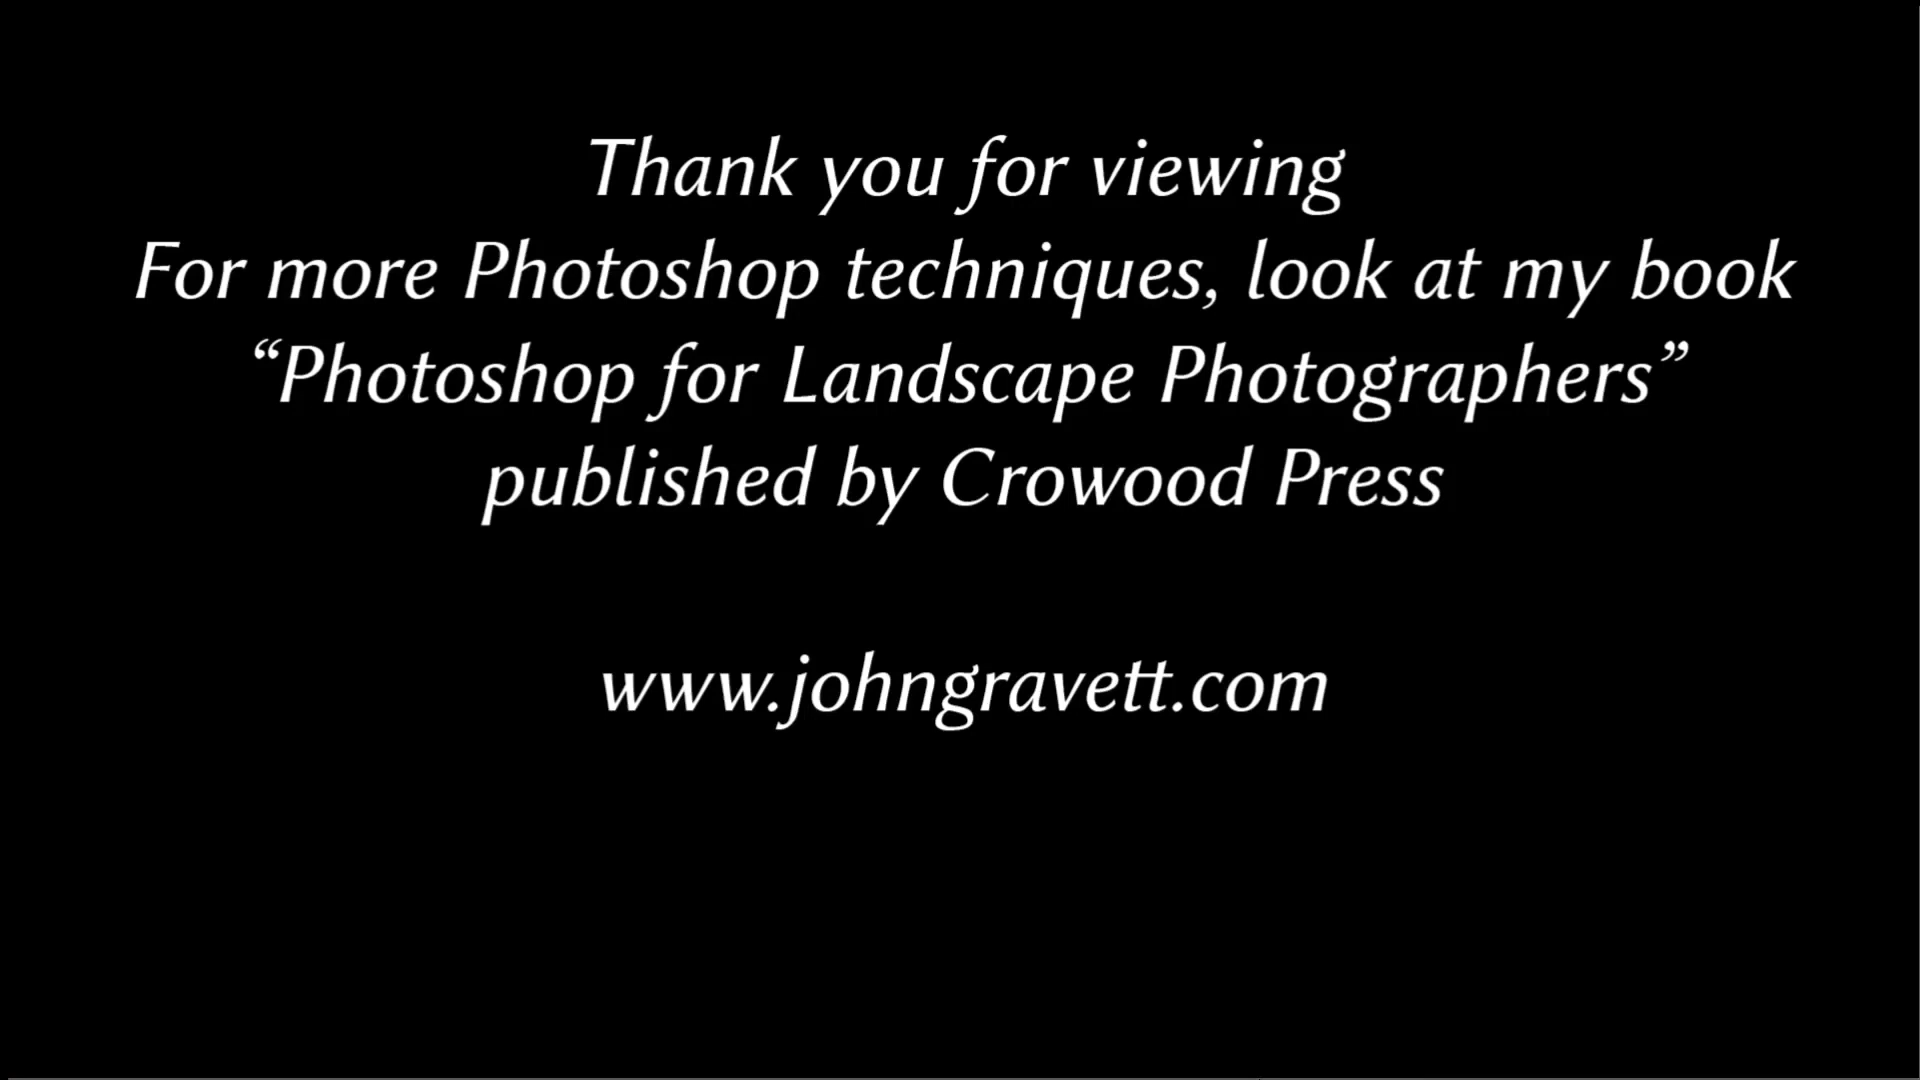 Thank you for viewing
For more Photoshop techniques, look at my book
“Photoshop for Landscape Photographers”
published by Crowood Press
www.johngravett.com